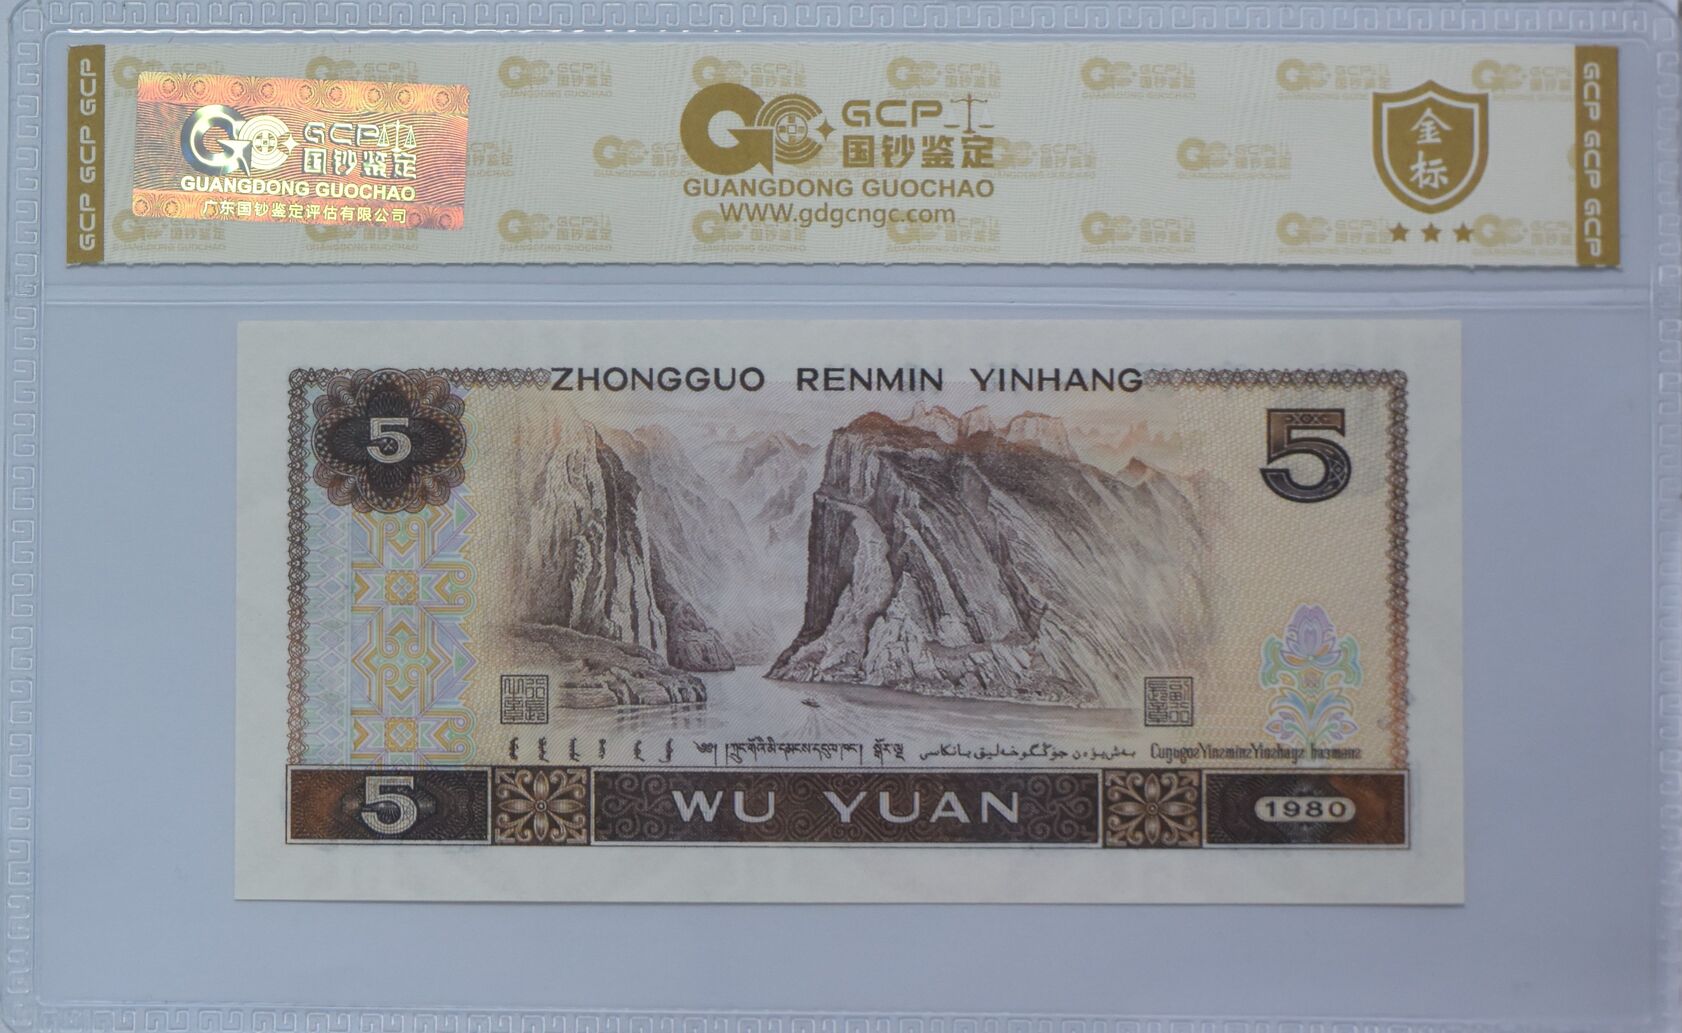 GCP GCP GCP
GCP
国钞鉴定
GUANGDONG GUOCHAO
广东国钞鉴定评估有限公司
GCP
国钞鉴定
GUANGDONG GUOCHAO
WWW.gdgcngc.com
金
标
GCP GCP GCP
ZHONGGUO RENMIN YINHANG
5
5
5
WU YUAN
1980